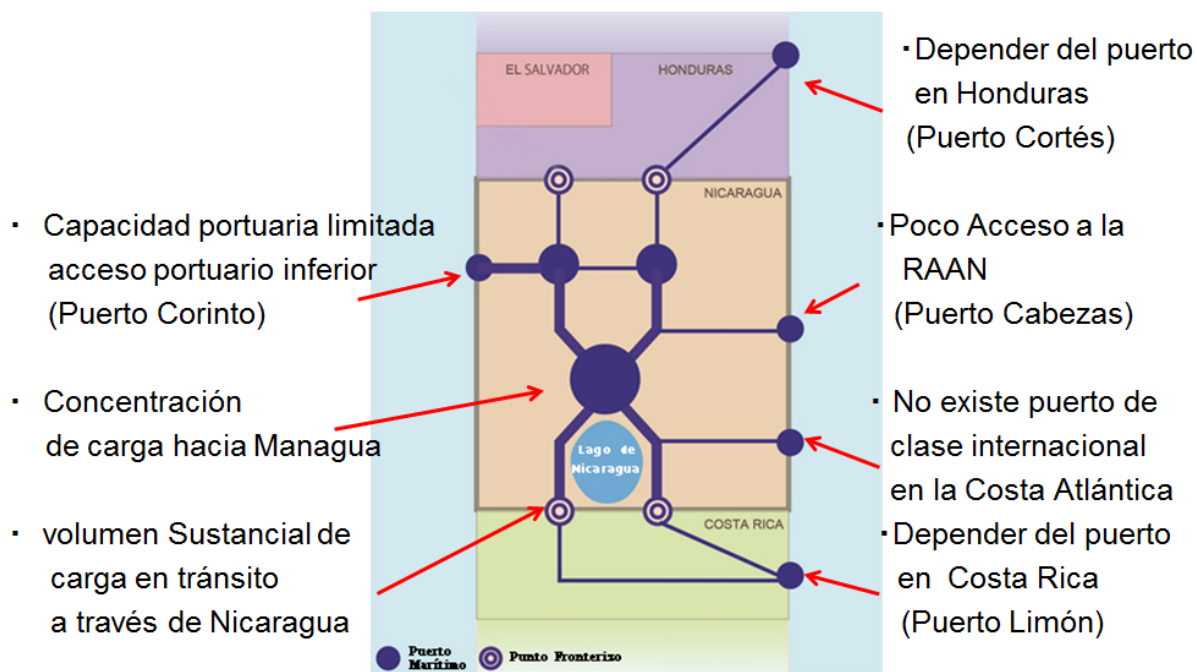 · Capacidad portuaria limitada
acceso portuario inferior
(Puerto Corinto)
· Concentración
de carga hacia Managua
· volumen Sustancial de
carga en tránsito
a través de Nicaragua
EL SALVADOR
HONDURAS
NICARAGUA
Lago de
Nicaragua
COSTA RICA
Puerto
Marítimo
Punto Fronterizo
· Depender del puerto
en Honduras
(Puerto Cortés)
· Poco Acceso a la
RAAN
(Puerto Cabezas)
· No existe puerto de
clase internacional
en la Costa Atlántica
· Depender del puerto
en Costa Rica
(Puerto Limón)